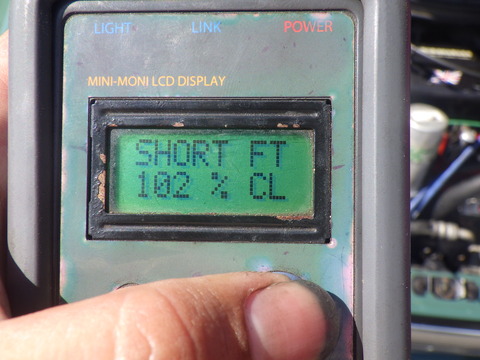 LIGHT LINK POWER
MINI-MONI LCD DISPLAY
SHORT FT
102 % CL